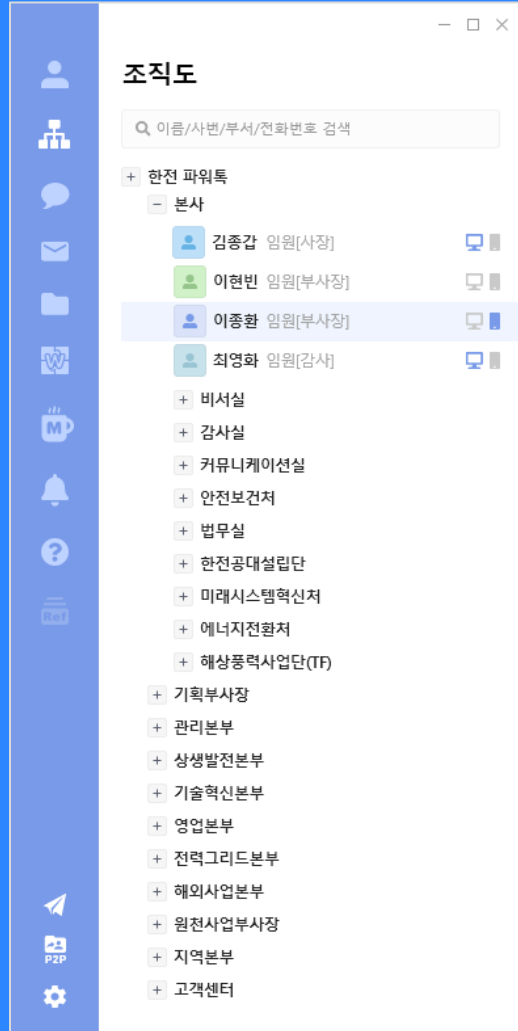 조직도
이름/사번/부서/전화번호 검색
한전 파워톡
본사
김종갑 임원[사장]
이현빈 임원[부사장]
이종환 임원[부사장]
최영화 임원[감사]
비서실
감사실
커뮤니케이션실
안전보건처
법무실
한전공대설립단
미래시스템혁신처
에너지전환처
해상풍력사업단(TF)
기획부사장
관리본부
상생발전본부
기술혁신본부
영업본부
전력그리드본부
해외사업본부
원천사업부사장
지역본부
고객센터
W
M
?
Ref
P2P